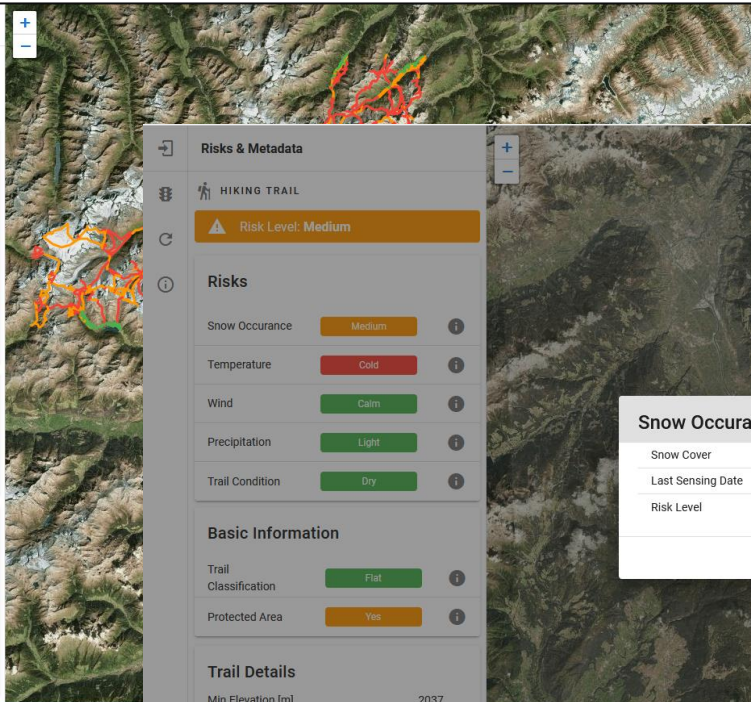 +
−
Risks & Metadata
+
−
HIKING TRAIL
Risk Level: Medium
Risks
Snow Occurance Medium
Temperature Cold
Wind Calm
Precipitation Light
Trail Condition Dry
Snow Occura
Snow Cover
Last Sensing Date
Risk Level
Basic Information
Trail
Classification Flat
Protected Area Yes
Trail Details
Min Elevation [m] 2037